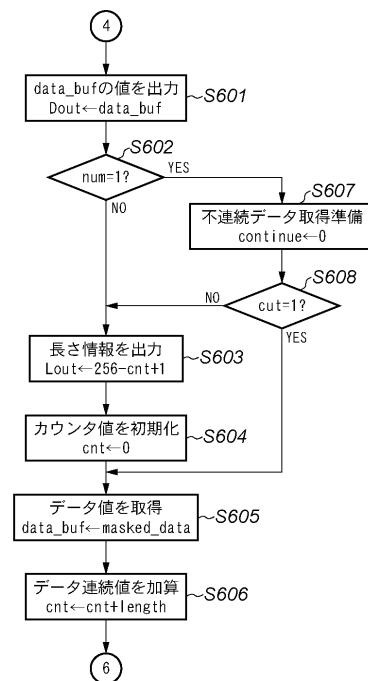 4
data_bufの値を出力
Dout←data_buf
S601
S602
num=1?
YES
NO
S607
不連続データ取得準備
continue←0
S608
cut=1?
NO
YES
長さ情報を出力
Lout←256-cnt+1
S603
カウンタ値を初期化
cnt←0
S604
データ値を取得
data_buf←masked_data
S605
データ連続値を加算
cnt←cnt+length
S606
6